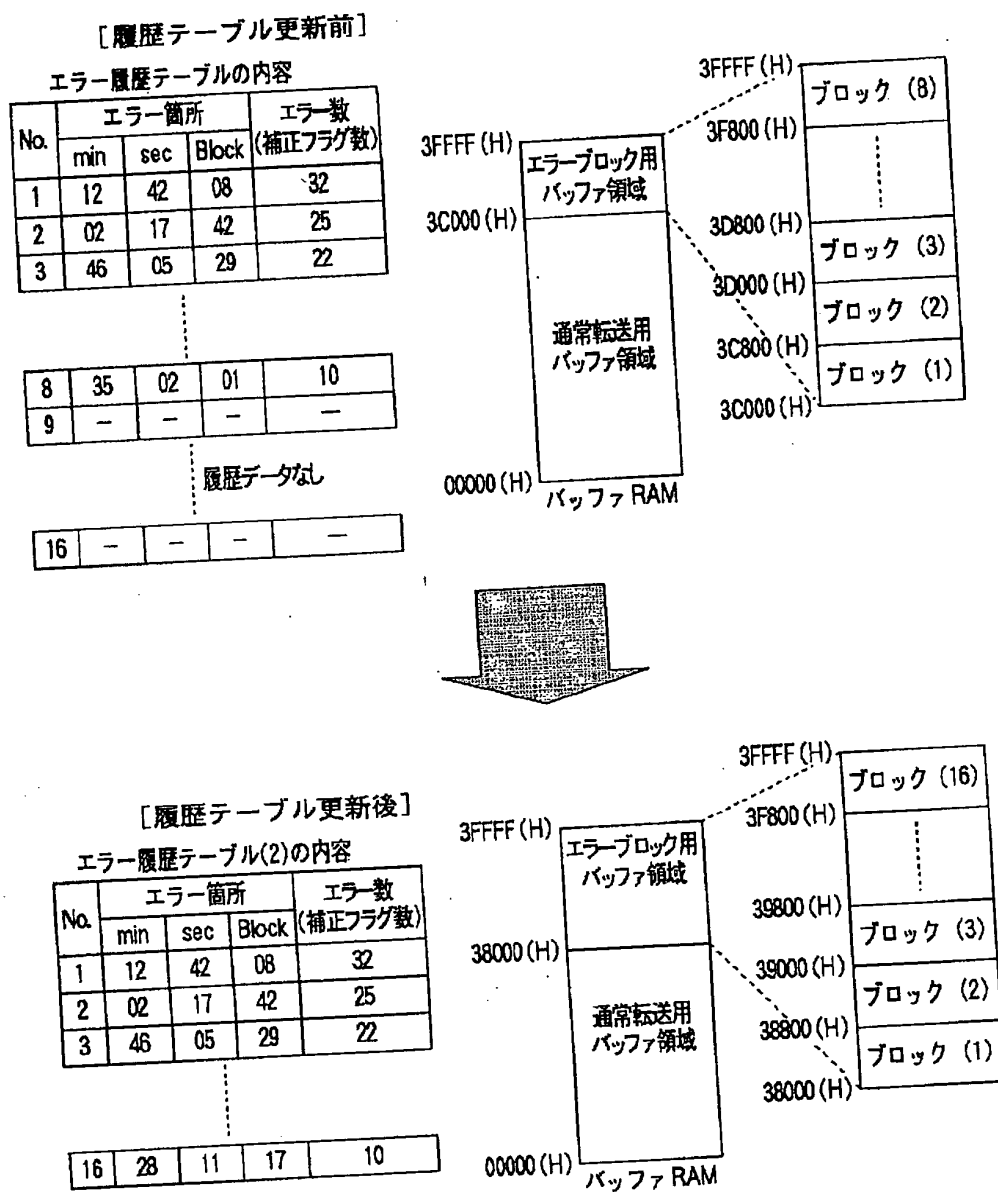 [履歴テーブル更新前]
エラー履歴テーブルの内容
No. エラー箇所 エラー数
(補正フラグ数)
min sec Block
1 12 42 08 32
2 02 17 42 25
3 46 05 29 22
8 35 02 01 10
9 − − − −
履歴データなし
16 − − − −
3FFFF(H)
エラーブロック用
バッファ領域
3C000(H)
通常転送用
バッファ領域
00000(H)
バッファRAM
3FFFF(H)
ブロック (8)
3F800(H)
3D800(H)
ブロック (3)
3D000(H)
ブロック (2)
3C800(H)
ブロック (1)
3C000(H)
[履歴テーブル更新後]
エラー履歴テーブル(2)の内容
No. エラー箇所 エラー数
(補正フラグ数)
min sec Block
1 12 42 08 32
2 02 17 42 25
3 46 05 29 22
16 28 11 17 10
3FFFF(H)
エラーブロック用
バッファ領域
38000(H)
通常転送用
バッファ領域
00000(H)
バッファRAM
3FFFF(H)
ブロック (16)
3F800(H)
39800(H)
ブロック (3)
39000(H)
ブロック (2)
38800(H)
ブロック (1)
38000(H)